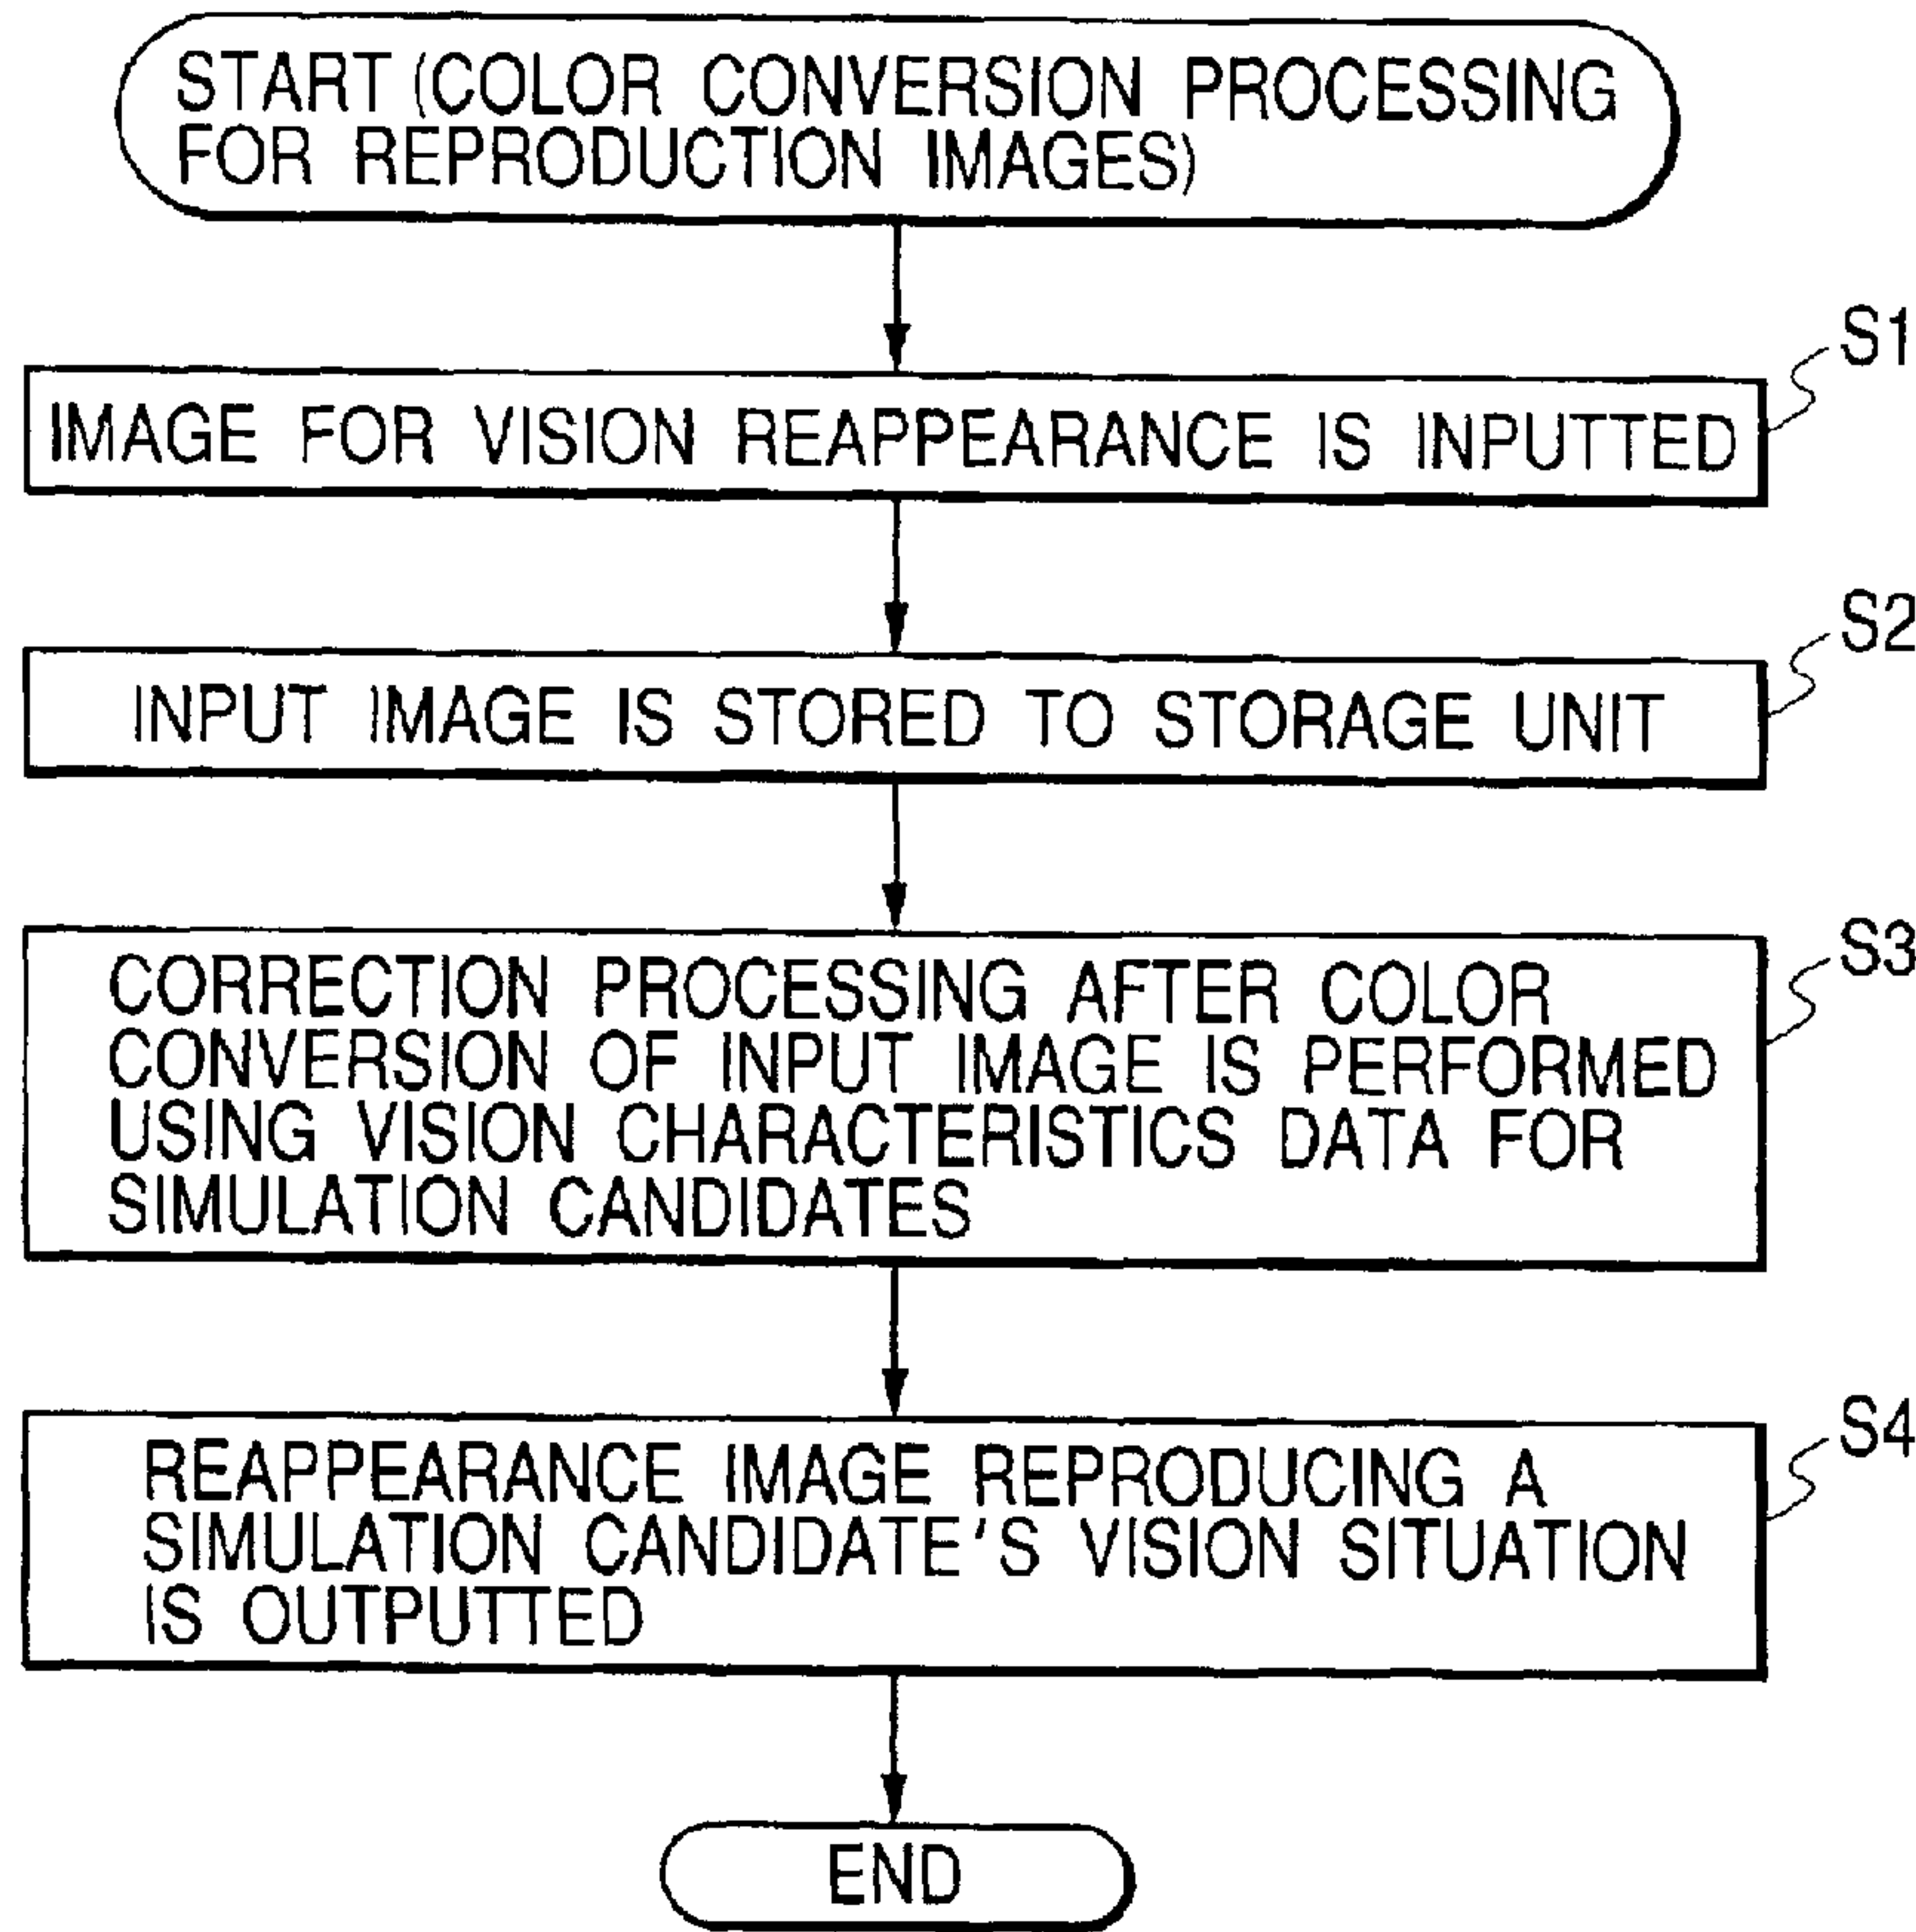 START (COLOR CONVERSION PROCESSING
FOR REPRODUCTION IMAGES)
S1
IMAGE FOR VISION REAPPEARANCE IS INPUTTED
S2
INPUT IMAGE IS STORED TO STORAGE UNIT
S3
CORRECTION PROCESSING AFTER COLOR
CONVERSION OF INPUT IMAGE IS PERFORMED
USING VISION CHARACTERISTICS DATA FOR
SIMULATION CANDIDATES
S4
REAPPEARANCE IMAGE REPRODUCING A
SIMULATION CANDIDATE'S VISION SITUATION
IS OUTPUTTED
END